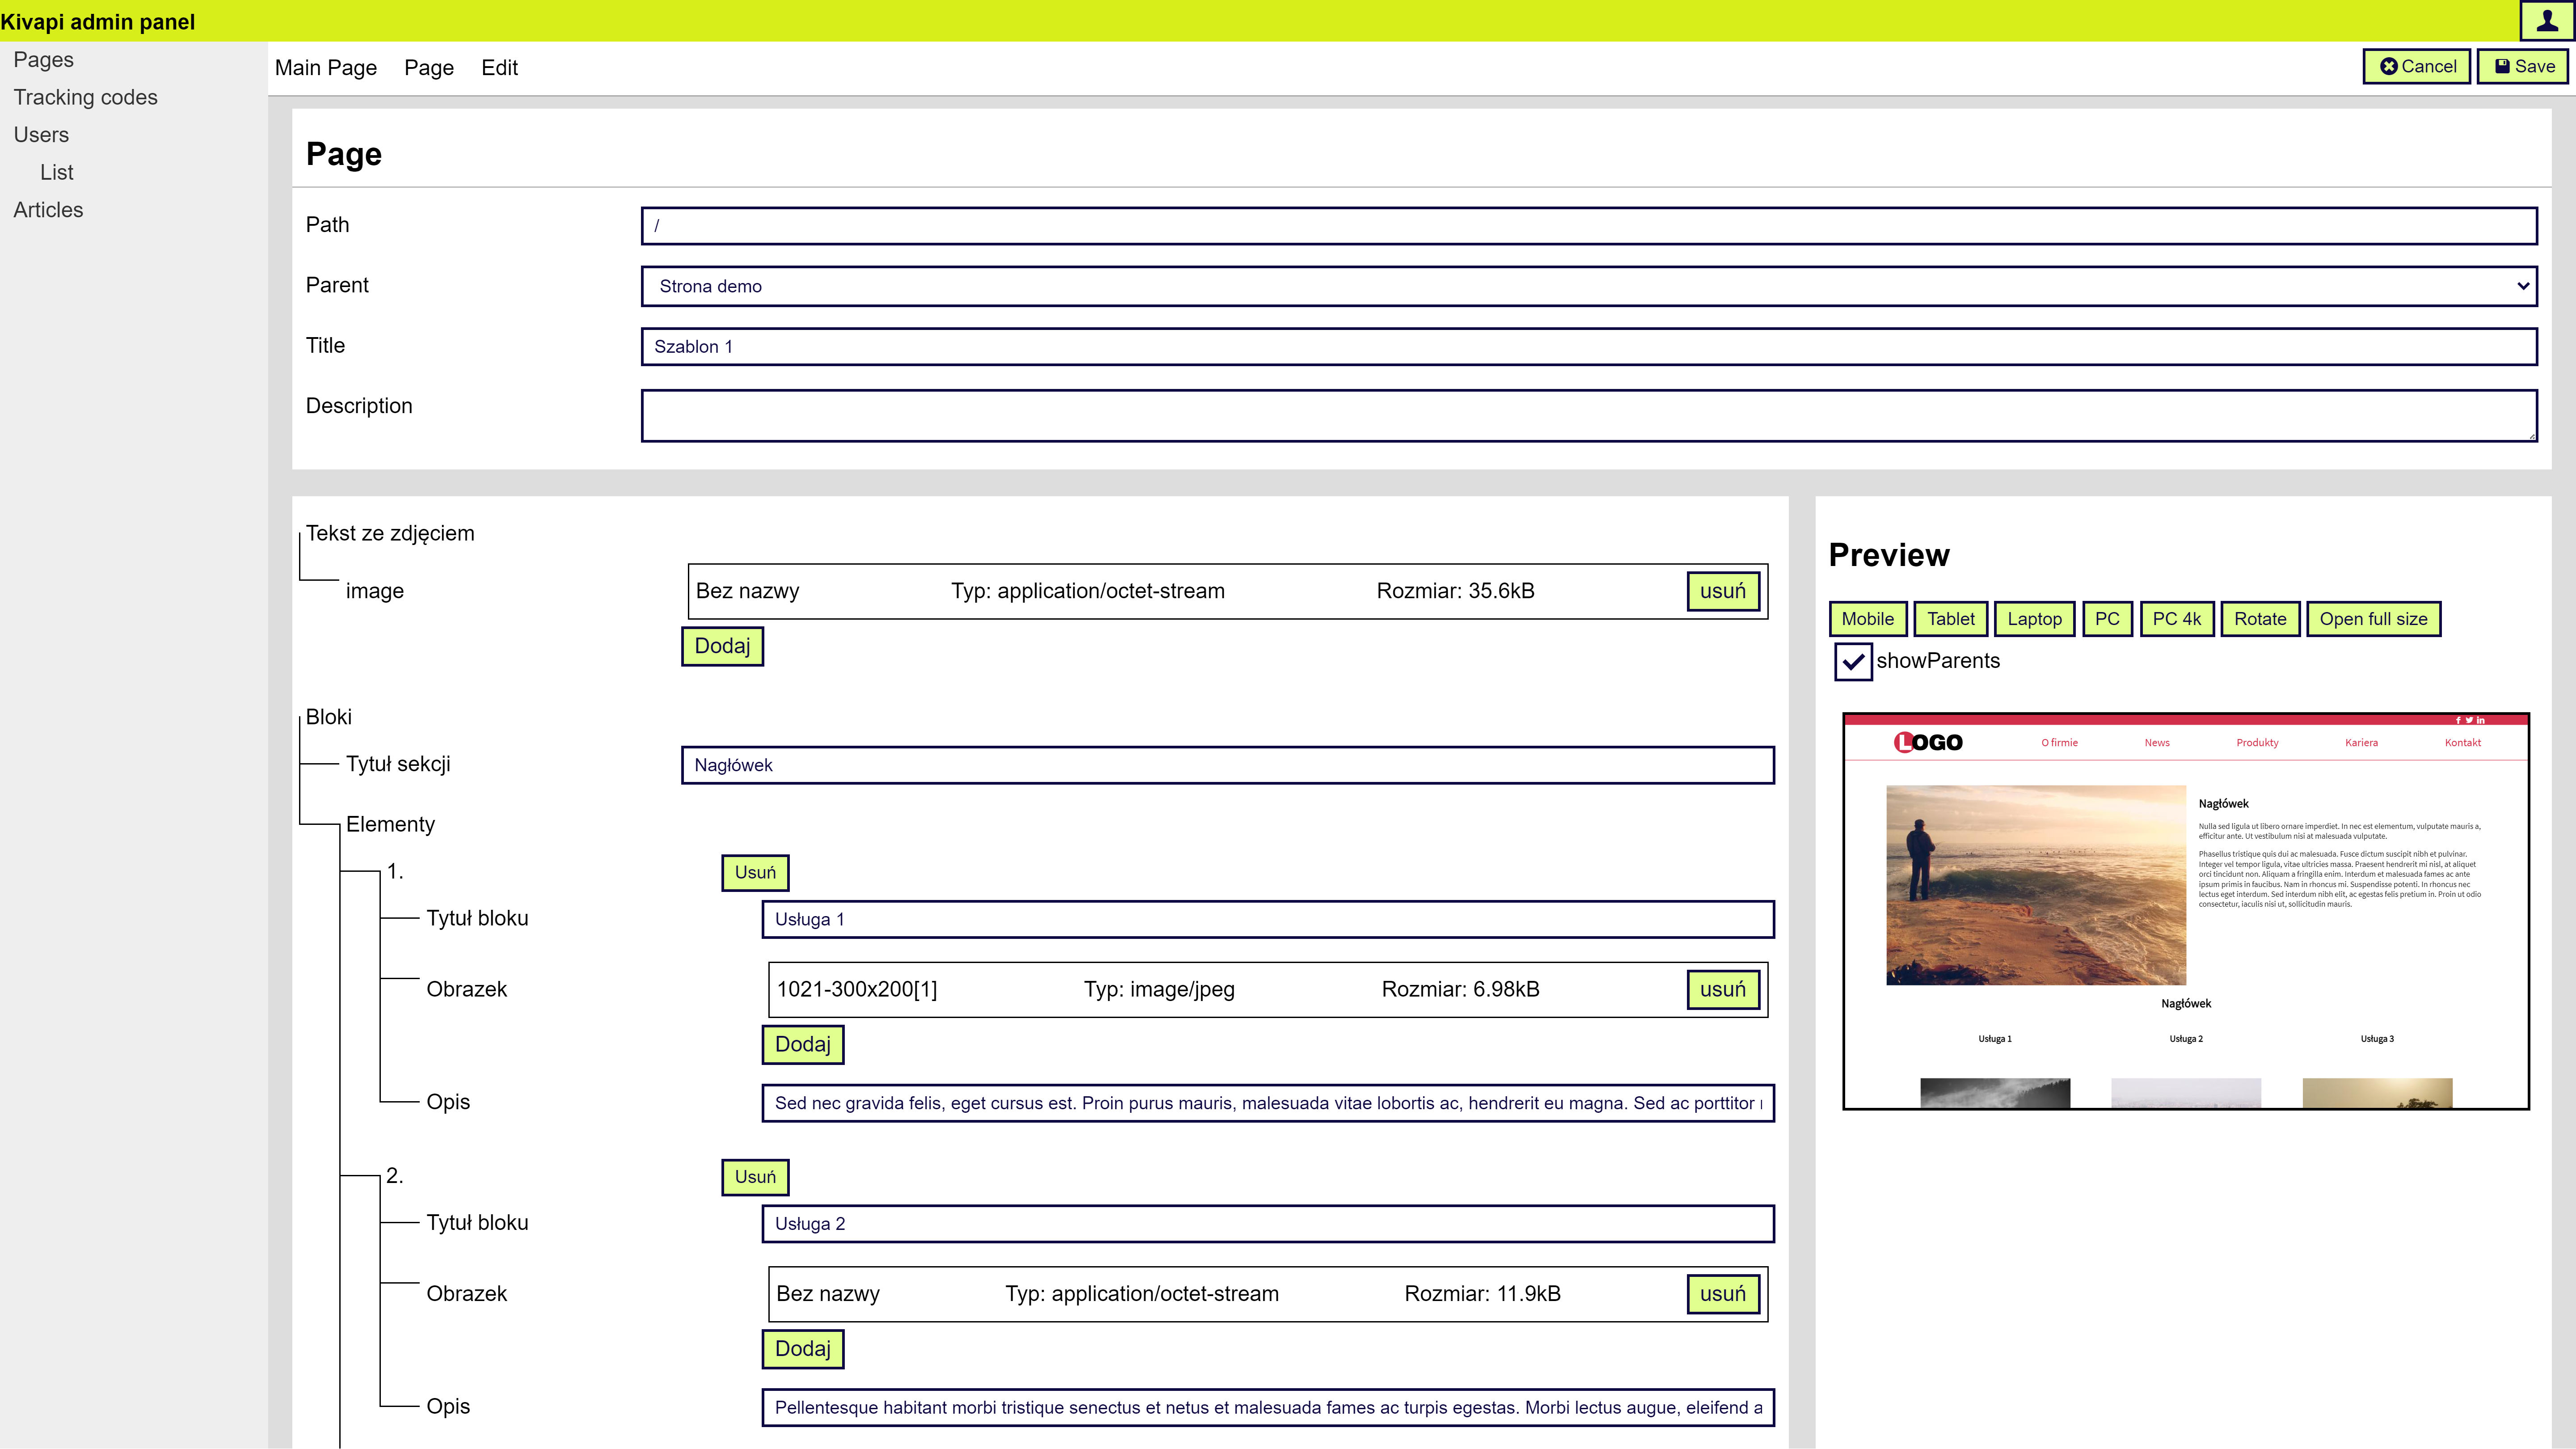 Kivapi admin panel
Pages
Tracking codes
Users
List
Articles
Main Page Page Edit
Cancel Save
Page
Path /
Parent Strona demo
Title Szablon 1
Description
Tekst ze zdjęciem
image Bez nazwy Typ: application/octet-stream Rozmiar: 35.6kB usuń
Dodaj
Bloki
Tytuł sekcji Nagłówek
Elementy
1. Usuń
Tytuł bloku Usługa 1
Obrazek 1021-300x200[1] Typ: image/jpeg Rozmiar: 6.98kB usuń
Dodaj
Opis Sed nec gravida felis, eget cursus est. Proin purus mauris, malesuada vitae lobortis ac, hendrerit eu magna. Sed ac porttitor
2. Usuń
Tytuł bloku Usługa 2
Obrazek Bez nazwy Typ: application/octet-stream Rozmiar: 11.9kB usuń
Dodaj
Opis Pellentesque habitant morbi tristique senectus et netus et malesuada fames ac turpis egestas. Morbi lectus augue, eleifend a
Preview
Mobile Tablet Laptop PC PC 4k Rotate Open full size
showParents
LOGO O firmie News Produkty Kariera Kontakt
Nagłówek
Nulla sed ligula ut libero ornare imperdiet. In nec est elementum, vulputate mauris a,
efficitur ante. Ut vestibulum nisi at malesuada vulputate.
Phasellus tristique quis dui ac malesuada. Fusce dictum suscipit nibh et pulvinar.
Integer vel tempor ligula, vitae ultricies massa. Praesent hendrerit mi nisl, at aliquet
orci tincidunt non. Aliquam a fringilla enim. Interdum et malesuada fames ac ante
ipsum primis in faucibus. Nam in rhoncus mi. Suspendisse potenti. In rhoncus nec
lectus eget interdum. Sed interdum nibh elit, ac egestas felis pretium in. Proin ut odio
consectetur, iaculis nisi ut, sollicitudin mauris.
Nagłówek
Usługa 1 Usługa 2 Usługa 3